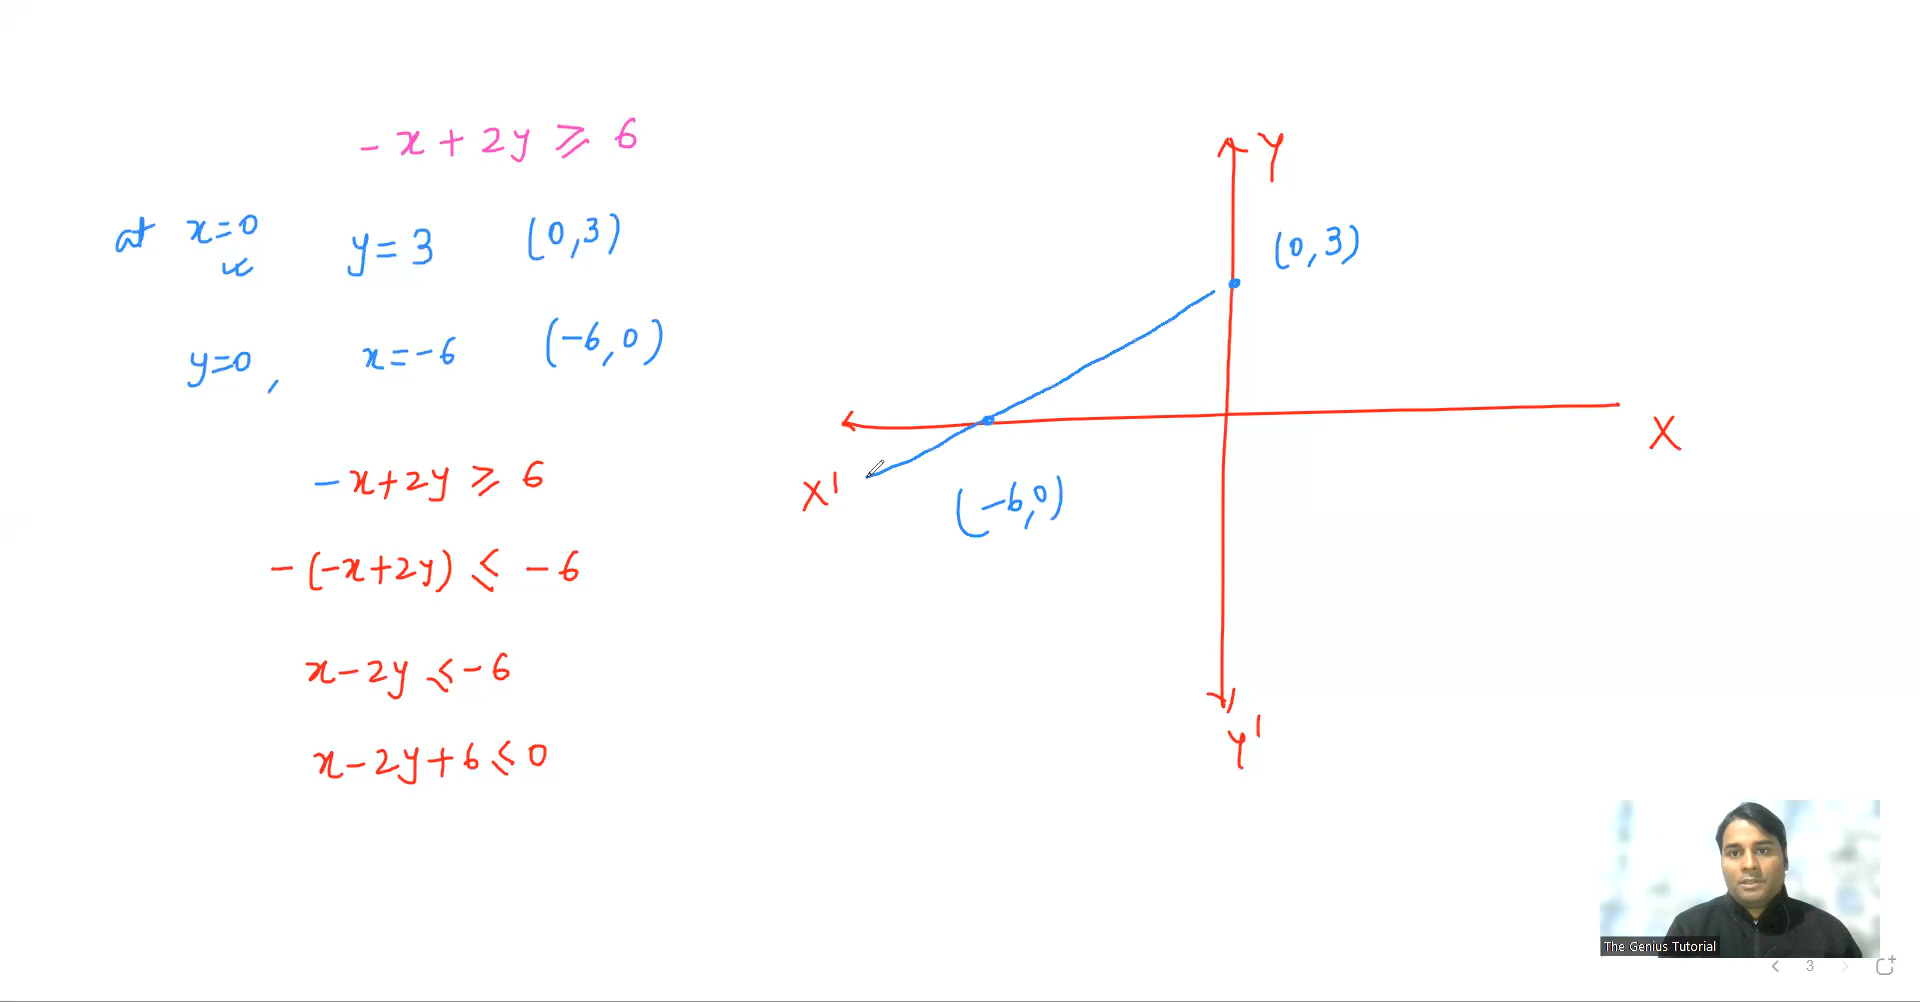 -x+2y ⩾ 6
at x=0 y=3 (0,3)
y=0, x=-6 (-6,0)
-x+2y ⩾ 6
-(-x+2y) ⩽ -6
x-2y ⩽ -6
x-2y+6 ⩽ 0
Y
(0,3)
X
X'
(-6,0)
Y'
The Genius Tutorial
3